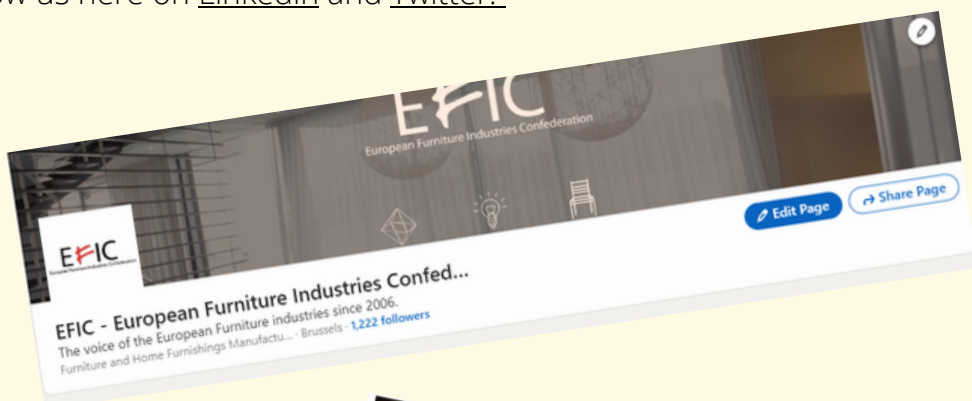 us here on LinkedIn and Twitter!
EFIC
European Furniture Industries Confederation
Edit Page
Share Page
EFIC
EFIC - European Furniture Industries Confed...
The voice of the European Furniture industries since 2006.
Furniture and Home Furnishings Manufactu... · Brussels · 1,222 followers